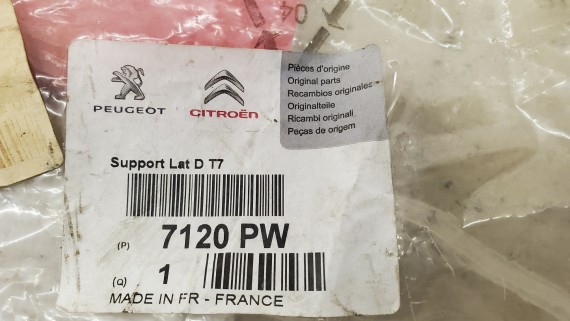 04
PEUGEOT
CITROËN
Pièces d'origine
Original parts
Recambios originales
Originalteile
Ricambi originali
Peças de origem
Support Lat D T7
(P) 7120 PW
(Q) 1
MADE IN FR - FRANCE